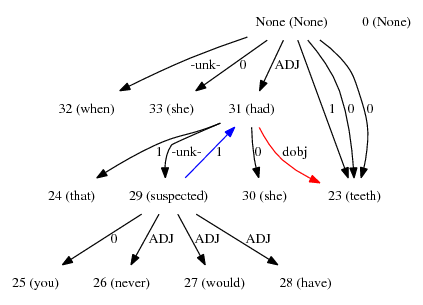 None (None) 0 (None)
-unk- 0 ADJ 1 0 0
32 (when) 33 (she) 31 (had)
1 -unk- 1 0 dobj
24 (that) 29 (suspected) 30 (she) 23 (teeth)
0 ADJ ADJ ADJ
25 (you) 26 (never) 27 (would) 28 (have)